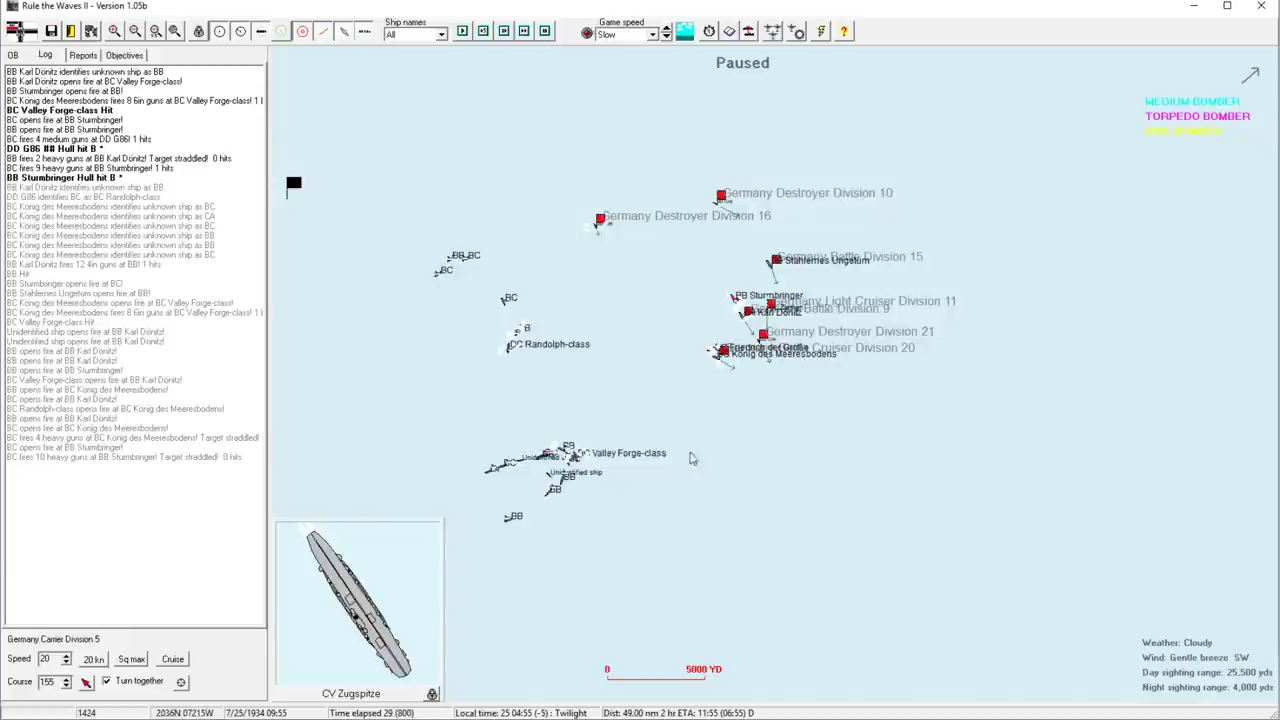 Rule the Waves II - Version 1.05b
Ship names
All
Game speed
Slow
OB Log Reports Objectives
BB Karl Dönitz identifies unknown ship as BB
BB Karl Dönitz opens fire at BC Valley Forge-class!
BB Sturmbringer opens fire at BB!
BC König des Meeresbodens fires 8 6in guns at BC Valley Forge-class! 1 I
BC Valley Forge-class Hit
BC opens fire at BB Sturmbringer!
BB opens fire at BB Sturmbringer!
BC fires 4 medium guns at DD G86! 1 hits
DD G86 ## Hull hit B *
BB fires 2 heavy guns at BB Karl Dönitz! Target straddled! 0 hits
BC fires 9 heavy guns at BB Sturmbringer! 1 hits
BB Sturmbringer Hull hit B *
BB Karl Dönitz identifies unknown ship as BB
DD G86 identifies BC as BC Randolph-class
BC König des Meeresbodens identifies unknown ship as BC
BC König des Meeresbodens identifies unknown ship as CA
BC König des Meeresbodens identifies unknown ship as BC
BC König des Meeresbodens identifies unknown ship as BB
BC König des Meeresbodens identifies unknown ship as BB
BC König des Meeresbodens identifies unknown ship as BC
BB Karl Dönitz fires 12 4in guns at BB! 1 hits
BB Hit
BB Sturmbringer opens fire at BC!
BB Stählernes Ungetüm opens fire at BB!
BC König des Meeresbodens opens fire at BC Valley Forge-class!
BC König des Meeresbodens fires 8 6in guns at BC Valley Forge-class! 1 I
BC Valley Forge-class Hit!
Unidentified ship opens fire at BB Karl Dönitz!
Unidentified ship opens fire at BB Karl Dönitz!
BB opens fire at BB Karl Dönitz!
BB opens fire at BB Karl Dönitz!
BB opens fire at BB Sturmbringer!
BC Valley Forge-class opens fire at BB Karl Dönitz!
BB opens fire at BC König des Meeresbodens!
BB opens fire at BB Karl Dönitz!
BC Randolph-class opens fire at BC König des Meeresbodens!
BB opens fire at BB Karl Dönitz!
BB opens fire at BC König des Meeresbodens!
BC fires 4 heavy guns at BC König des Meeresbodens! Target straddled!
BC opens fire at BB Sturmbringer!
BC fires 10 heavy guns at BB Sturmbringer! Target straddled! 0 hits
Paused
MEDIUM BOMBER
TORPEDO BOMBER
DIVE BOMBER
Germany Destroyer Division 10
Germany Destroyer Division 16
BB BC
BC
Germany Battle Division 15
Stahlernes Ungetum
BC
BB Sturmbringer
Germany Light Cruiser Division 11
Battle Division 9
Karl Dönitz
B
Germany Destroyer Division 21
BC Randolph-class
Friedrich der Große
Cruiser Division 20
BB König des Meeresbodens
BB
Valley Forge-class
Unidentified ship
BB
BB
BB
CV Zugspitze
0 5000 YD
Germany Carrier Division 5
Speed 20 20 kn Sq max Cruise
Course 155 Turn together
Weather: Cloudy
Wind: Gentle breeze SW
Day sighting range: 25,500 yds
Night sighting range: 4,000 yds
1424 2036N 07215W 7/25/1934 09:55 Time elapsed 29 (800) Local time: 25 04:55 (-5) : Twilight Dist: 49.00 nm 2 hr ETA: 11:55 (06:55) D